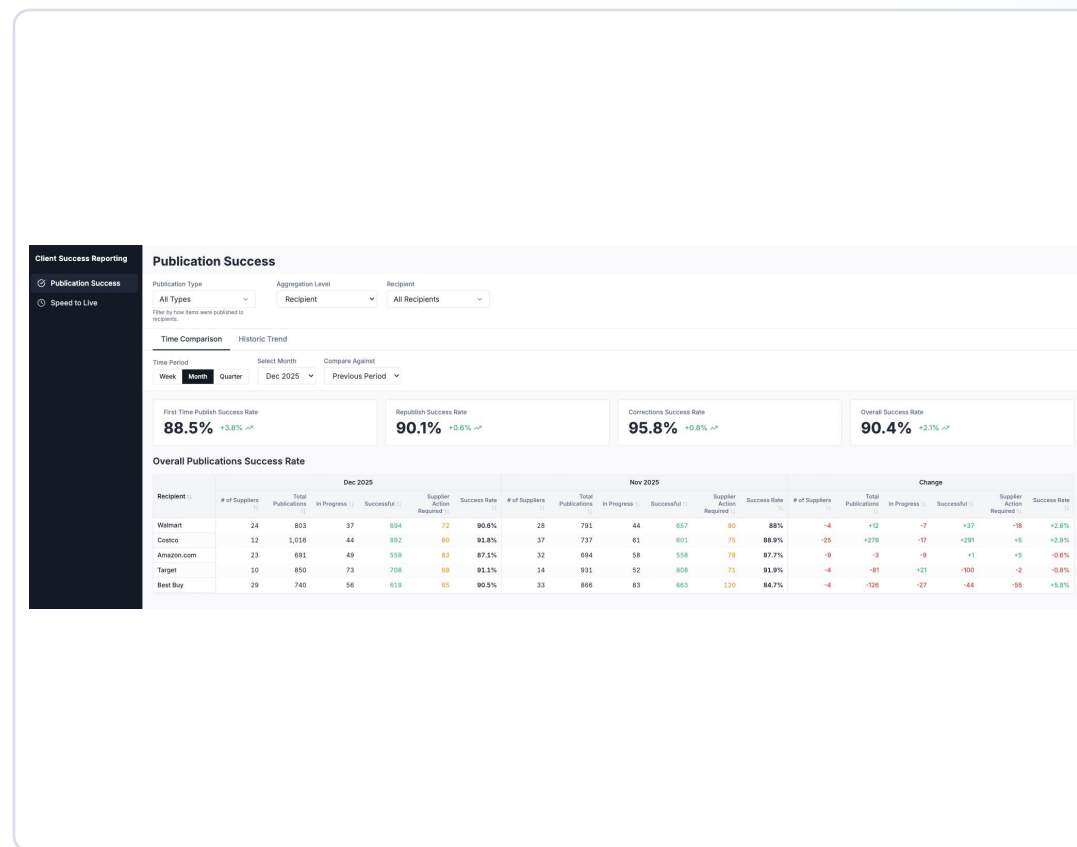 Client Success Reporting
Publication Success
Speed to Live
Publication Success
Publication Type
Aggregation Level
Recipient
All Types
Recipient
All Recipients
Filter by how items were published to
recipients.
Time Comparison Historic Trend
Time Period
Select Month
Compare Against
Week Month Quarter
Dec 2025
Previous Period
First Time Publish Success Rate
88.5% +3.8%
Republish Success Rate
90.1% +0.6%
Corrections Success Rate
95.8% +0.8%
Overall Success Rate
90.4% +2.1%
Overall Publications Success Rate
Dec 2025 Nov 2025 Change
Recipient # of Suppliers Total Publications In Progress Successful Supplier Action Required Success Rate # of Suppliers Total Publications In Progress Successful Supplier Action Required Success Rate # of Suppliers Total Publications In Progress Successful Supplier Action Required Success Rate
Walmart 24 803 37 694 72 90.6% 28 791 44 657 90 88% -4 +12 -7 +37 -18 +2.6%
Costco 12 1,016 44 892 80 91.8% 37 737 61 601 75 88.9% -25 +279 -17 +291 +5 +2.9%
Amazon.com 23 691 49 559 83 87.1% 32 694 58 558 78 87.7% -9 -3 -9 +1 +5 -0.6%
Target 10 850 73 708 69 91.1% 14 931 52 808 71 91.9% -4 -81 +21 -100 -2 -0.8%
Best Buy 29 740 56 619 65 90.5% 33 866 83 663 120 84.7% -4 -126 -27 -44 -55 +5.8%